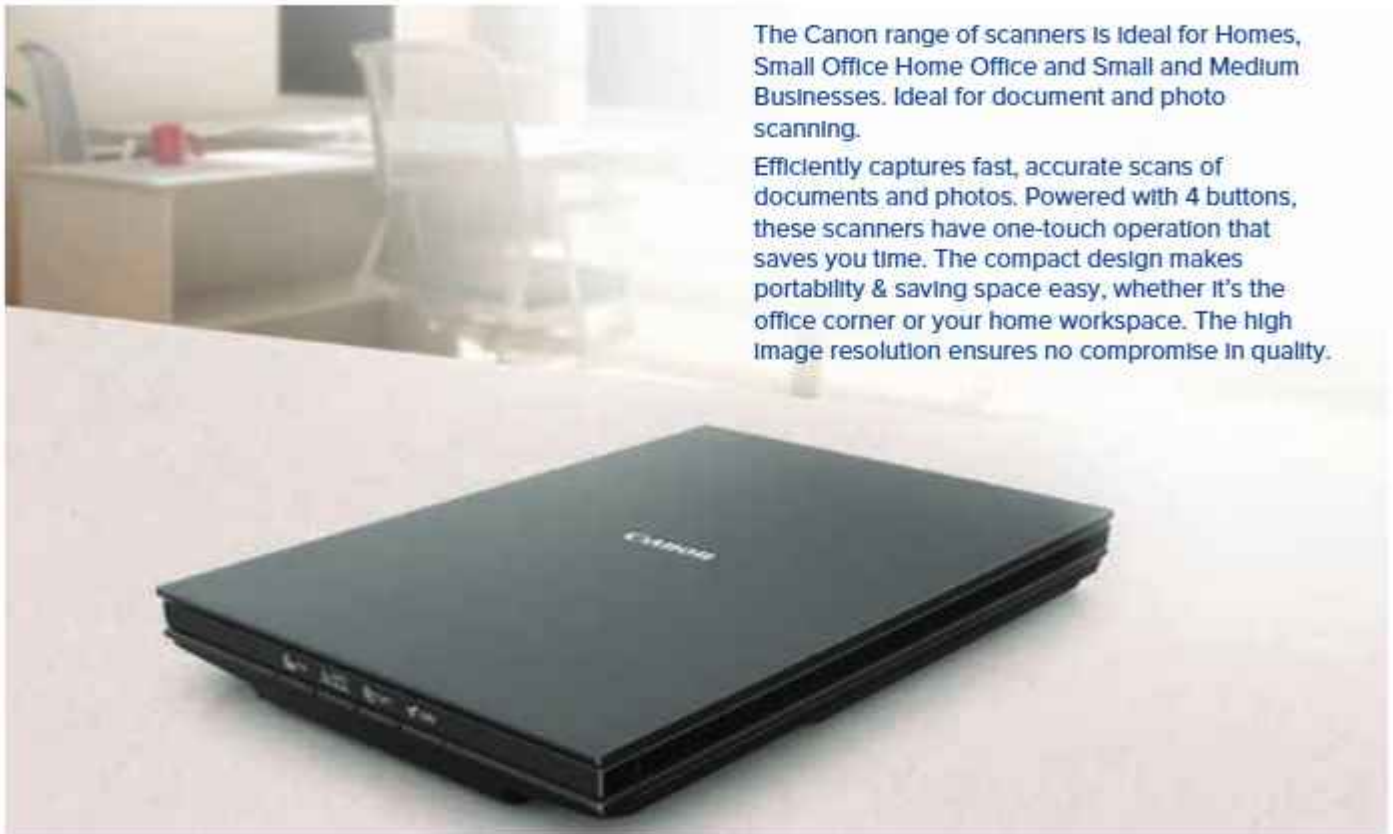 The Canon range of scanners is ideal for Homes,
Small Office Home Office and Small and Medium
Businesses. Ideal for document and photo
scanning.
Efficiently captures fast, accurate scans of
documents and photos. Powered with 4 buttons,
these scanners have one-touch operation that
saves you time. The compact design makes
portability & saving space easy, whether it's the
office corner or your home workspace. The high
image resolution ensures no compromise in quality.
Canon